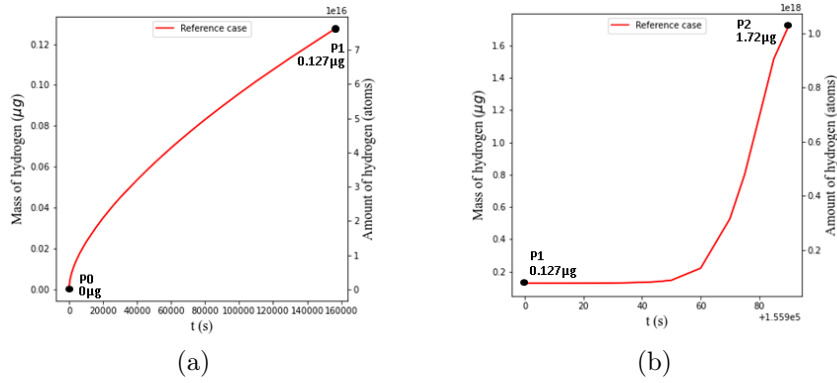 1e16
Reference case
P1
0.127µg
P0
0µg
Mass of hydrogen (µg)
0.12
0.10
0.08
0.06
0.04
0.02
0.00
Amount of hydrogen (atoms)
7
6
5
4
3
2
1
0
0 20000 40000 60000 80000 100000 120000 140000 160000
t (s)
(a)
1e18
Reference case
P2
1.72µg
P1
0.127µg
Mass of hydrogen (µg)
1.6
1.4
1.2
1.0
0.8
0.6
0.4
0.2
Amount of hydrogen (atoms)
1.0
0.8
0.6
0.4
0.2
0 20 40 60 80
+1.559e5
t (s)
(b)